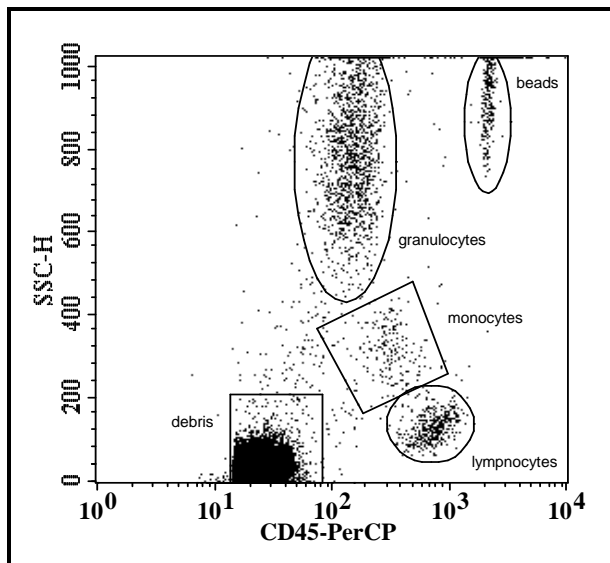 1000
beads
800
SSC-H
600
granulocytes
400
monocytes
200
debris
lympnocytes
0
10^0 10^1 10^2 10^3 10^4
CD45-PerCP